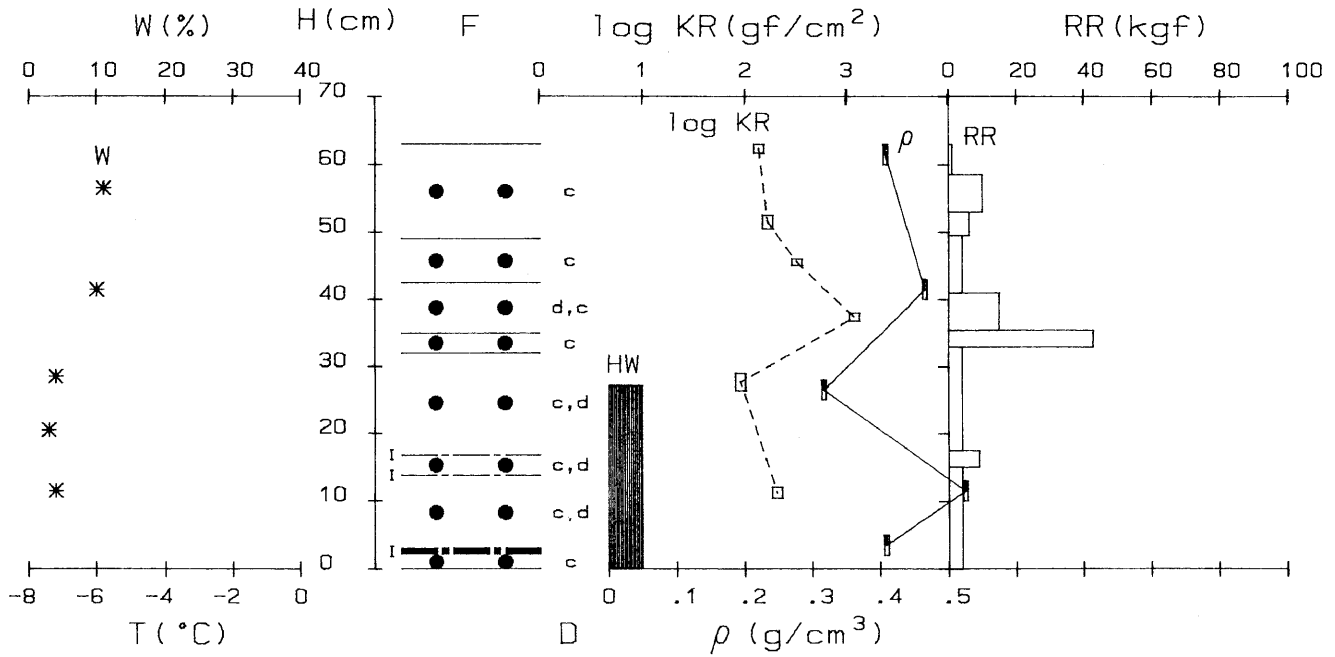 W(%) H(cm) F log KR(gf/cm²) RR(kgf)
0 10 20 30 40 0 1 2 3 0 20 40 60 80 100
70
log KR ρ RR
W 60
c
50
c
40
d,c
c
30 HW
c,d
20
I
c,d
I
10
c,d
I
0 c
-8 -6 -4 -2 0 0 .1 .2 .3 .4 .5
T(°C) D ρ (g/cm³)